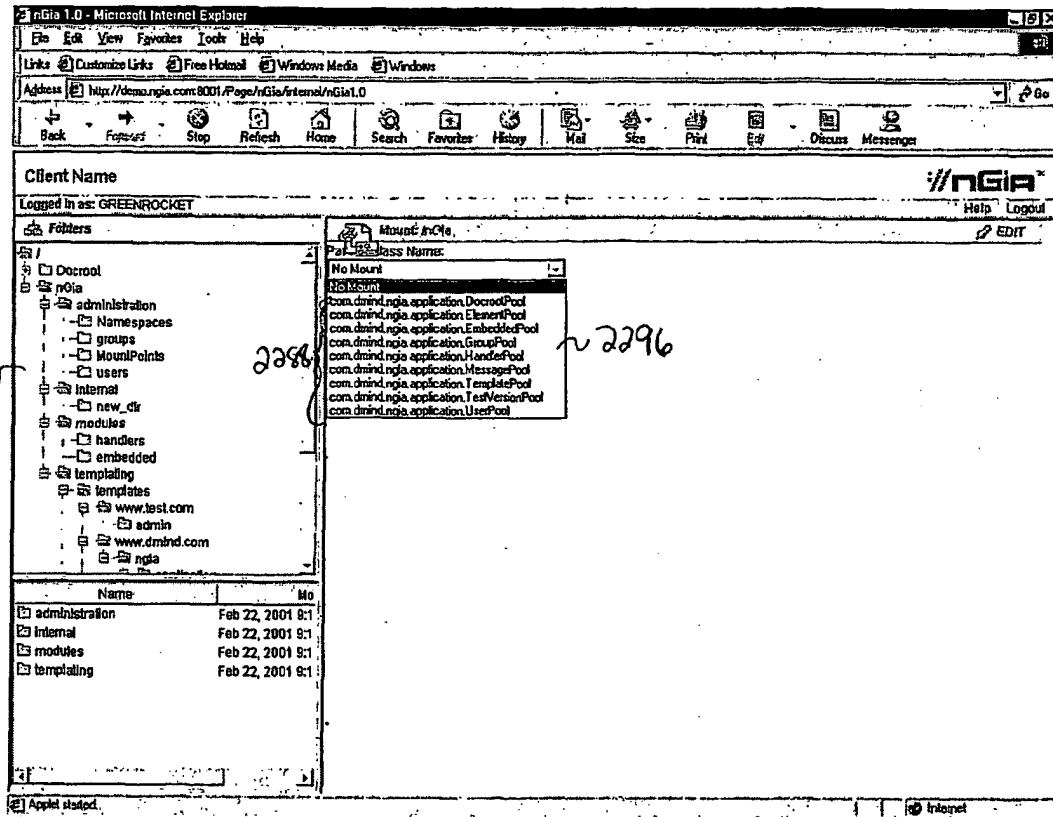 nGia 1.0 - Microsoft Internet Explorer
File Edit View Favorites Tools Help
Links Customize Links Free Hotmail Windows Media Windows
Address http://demo.ngia.com:8001/Page/nGia/internal/nGia1.0 Go
Back Forward Stop Refresh Home Search Favorites History Mail Size Print Edit Discuss Messenger
Client Name
://nGia
Logged in as: GREENROCKET
Help Logout
Folders
Mount: /nGia
EDIT
/
Docroot
nGia
administration
Namespaces
groups
MountPoints
users
internal
new_dir
modules
handlers
embedded
templating
templates
www.test.com
admin
www.dmind.com
ngia
lass Name:
No Mount
No Mount
com.dmind.ngia.application.DocrootPool
com.dmind.ngia.application.ElementPool
com.dmind.ngia.application.EmbeddedPool
com.dmind.ngia.application.GroupPool
com.dmind.ngia.application.HandlerPool
com.dmind.ngia.application.MessagePool
com.dmind.ngia.application.TemplatePool
com.dmind.ngia.application.TestVersionPool
com.dmind.ngia.application.UserPool
2288
2296
Name Mo
administration Feb 22, 2001 9:1
internal Feb 22, 2001 9:1
modules Feb 22, 2001 9:1
templating Feb 22, 2001 9:1
Applet started.
Internet